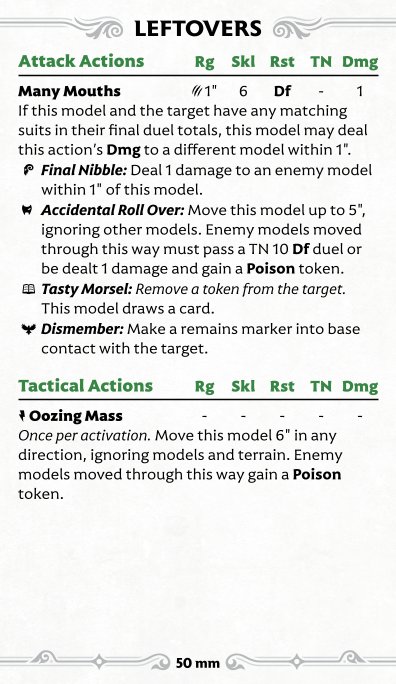 LEFTOVERS
Attack Actions Rg Skl Rst TN Dmg
Many Mouths 1" 6 Df - 1
If this model and the target have any matching
suits in their final duel totals, this model may deal
this action's Dmg to a different model within 1".
Final Nibble: Deal 1 damage to an enemy model
within 1" of this model.
Accidental Roll Over: Move this model up to 5",
ignoring other models. Enemy models moved
through this way must pass a TN 10 Df duel or
be dealt 1 damage and gain a Poison token.
Tasty Morsel: Remove a token from the target.
This model draws a card.
Dismember: Make a remains marker into base
contact with the target.
Tactical Actions Rg Skl Rst TN Dmg
Oozing Mass - - - - -
Once per activation. Move this model 6" in any
direction, ignoring models and terrain. Enemy
models moved through this way gain a Poison
token.
50 mm